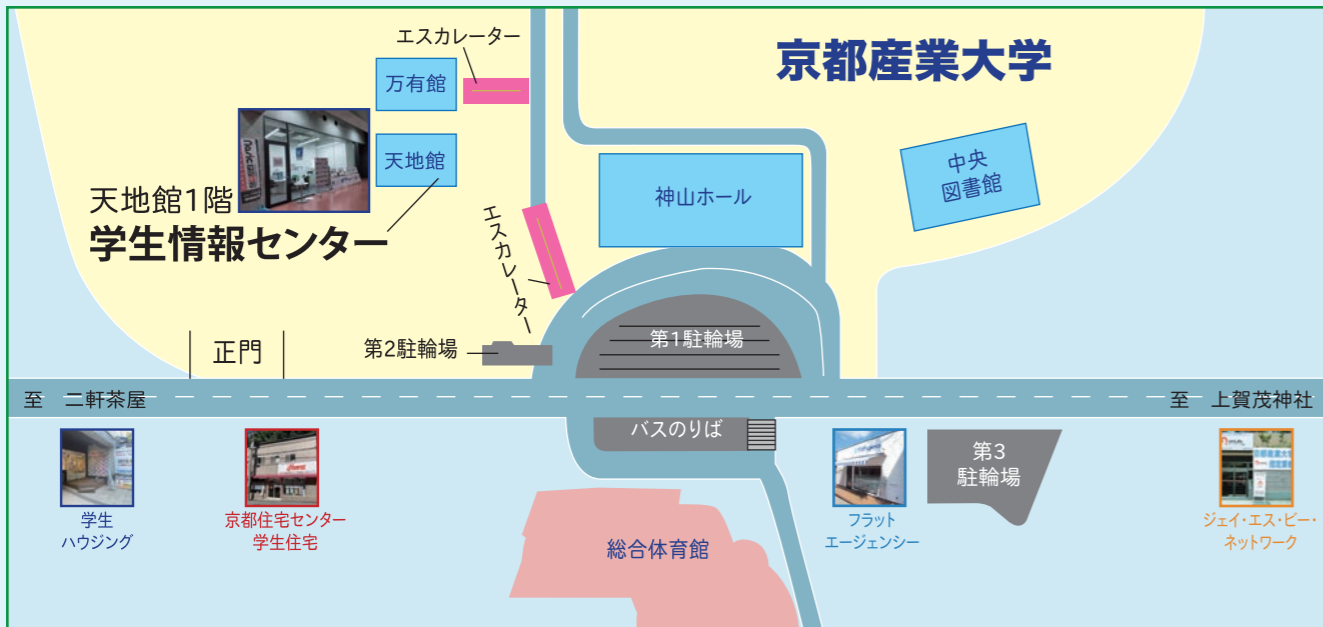 エスカレーター
京都産業大学
万有館
天地館
中央
図書館
神山ホール
天地館1階
学生情報センター
エスカレーター
第2駐輪場
第1駐輪場
正門
至 二軒茶屋
至 上賀茂神社
バスのりば
学生
ハウジング
京都住宅センター
学生住宅
総合体育館
フラット
エージェンシー
第3
駐輪場
ジェイ・エス・ビー・
ネットワーク